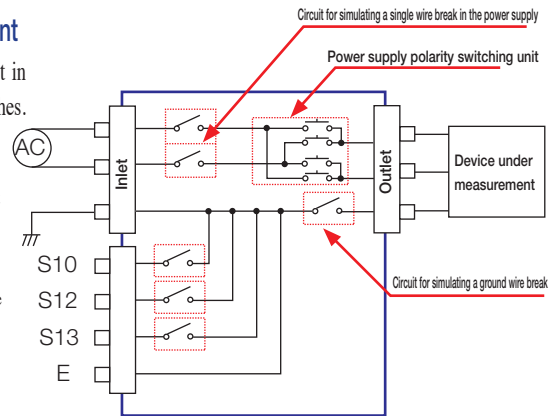 Circuit for simulating a single wire break in the power supply
nt
Power supply polarity switching unit
t in
nes.
AC
Inlet
Outlet
Device under
measurement
S10
Circuit for simulating a ground wire break
e
S12
S13
E